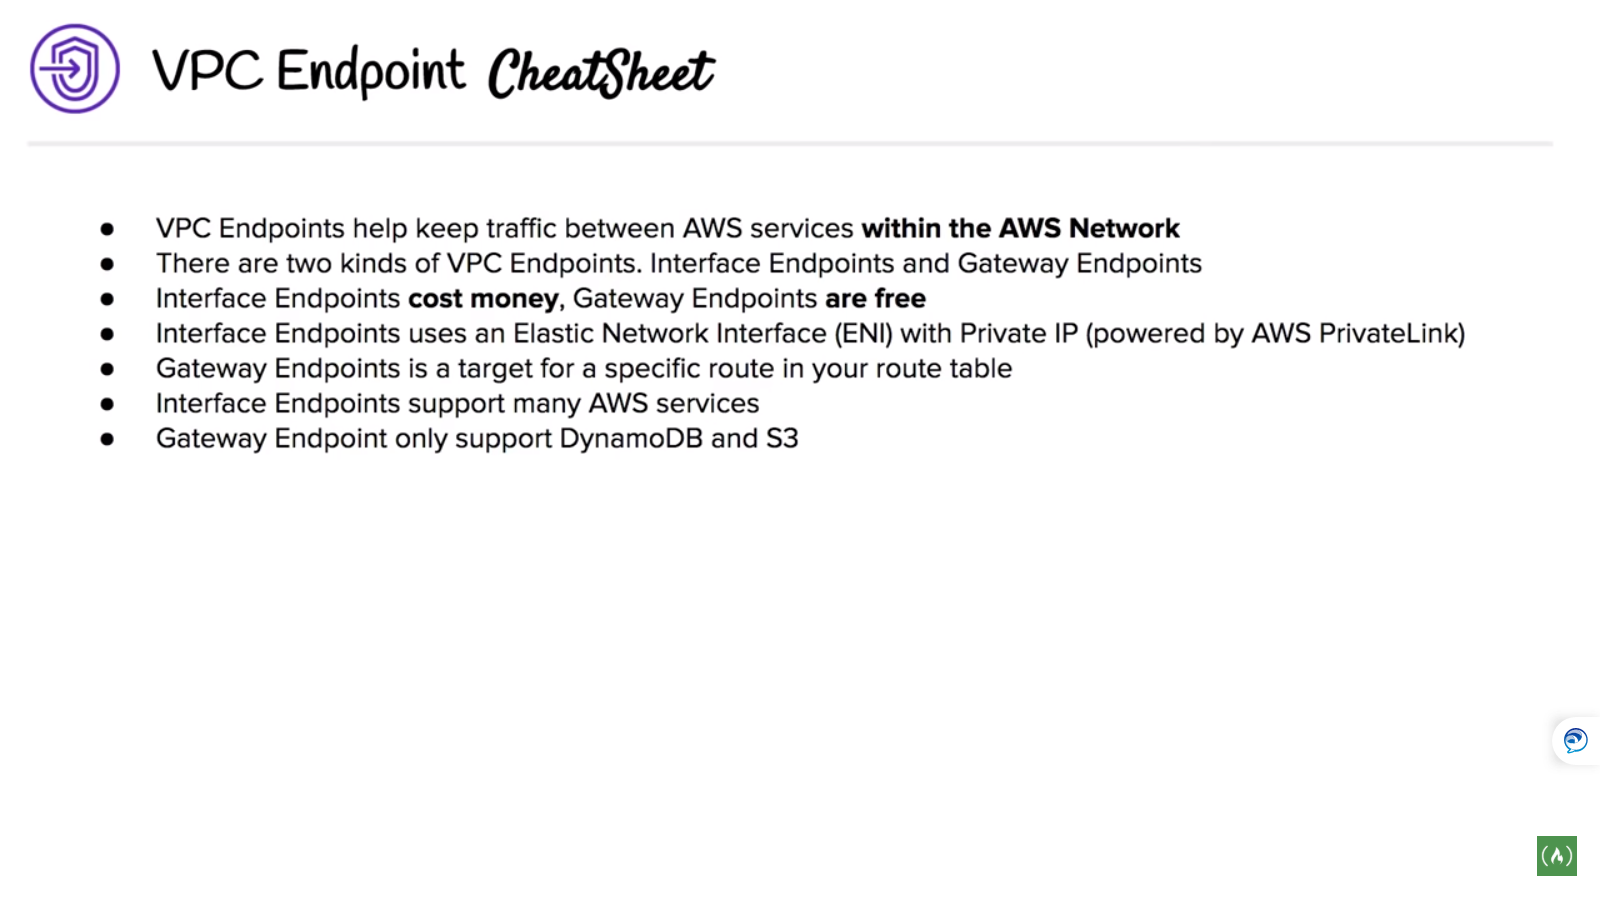 VPC Endpoint CheatSheet
● VPC Endpoints help keep traffic between AWS services within the AWS Network
● There are two kinds of VPC Endpoints. Interface Endpoints and Gateway Endpoints
● Interface Endpoints cost money, Gateway Endpoints are free
● Interface Endpoints uses an Elastic Network Interface (ENI) with Private IP (powered by AWS PrivateLink)
● Gateway Endpoints is a target for a specific route in your route table
● Interface Endpoints support many AWS services
● Gateway Endpoint only support DynamoDB and S3